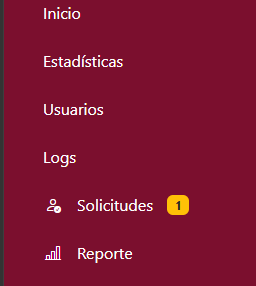 Inicio
Estadísticas
Usuarios
Logs
Solicitudes 1
Reporte